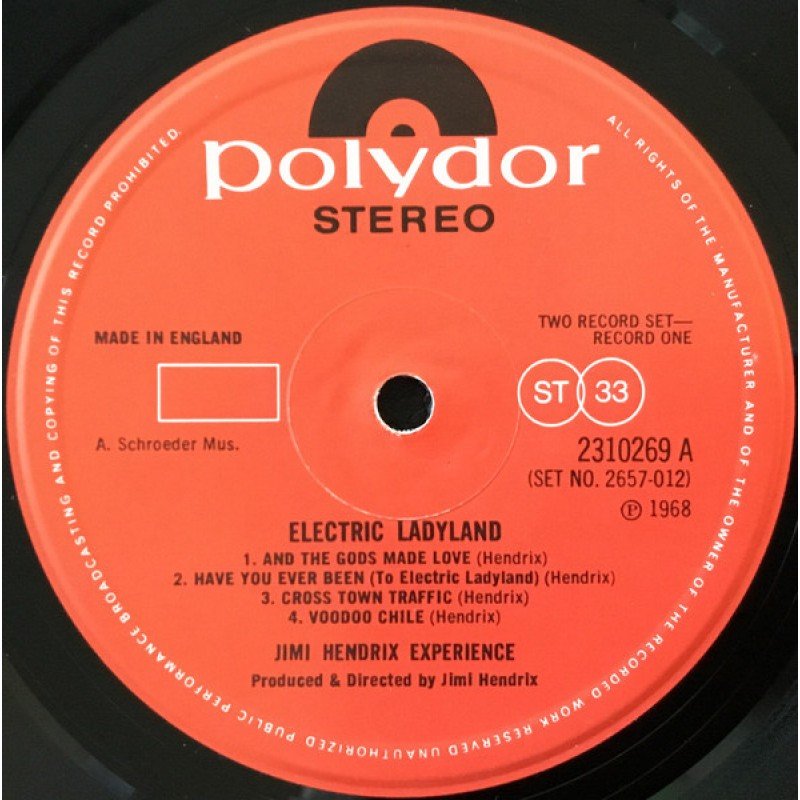 polydor
STEREO
ALL RIGHTS OF THE MANUFACTURER AND OF THE OWNER OF THE RECORDED WORK RESERVED UNAUTHORIZED PUBLIC PERFORMANCE BROADCASTING AND COPYING OF THIS RECORD PROHIBITED.
MADE IN ENGLAND
TWO RECORD SET—
RECORD ONE
ST 33
A. Schroeder Mus.
2310269 A
(SET NO. 2657-012)
℗ 1968
ELECTRIC LADYLAND
1. AND THE GODS MADE LOVE (Hendrix)
2. HAVE YOU EVER BEEN (To Electric Ladyland) (Hendrix)
3. CROSS TOWN TRAFFIC (Hendrix)
4. VOODOO CHILE (Hendrix)
JIMI HENDRIX EXPERIENCE
Produced & Directed by Jimi Hendrix